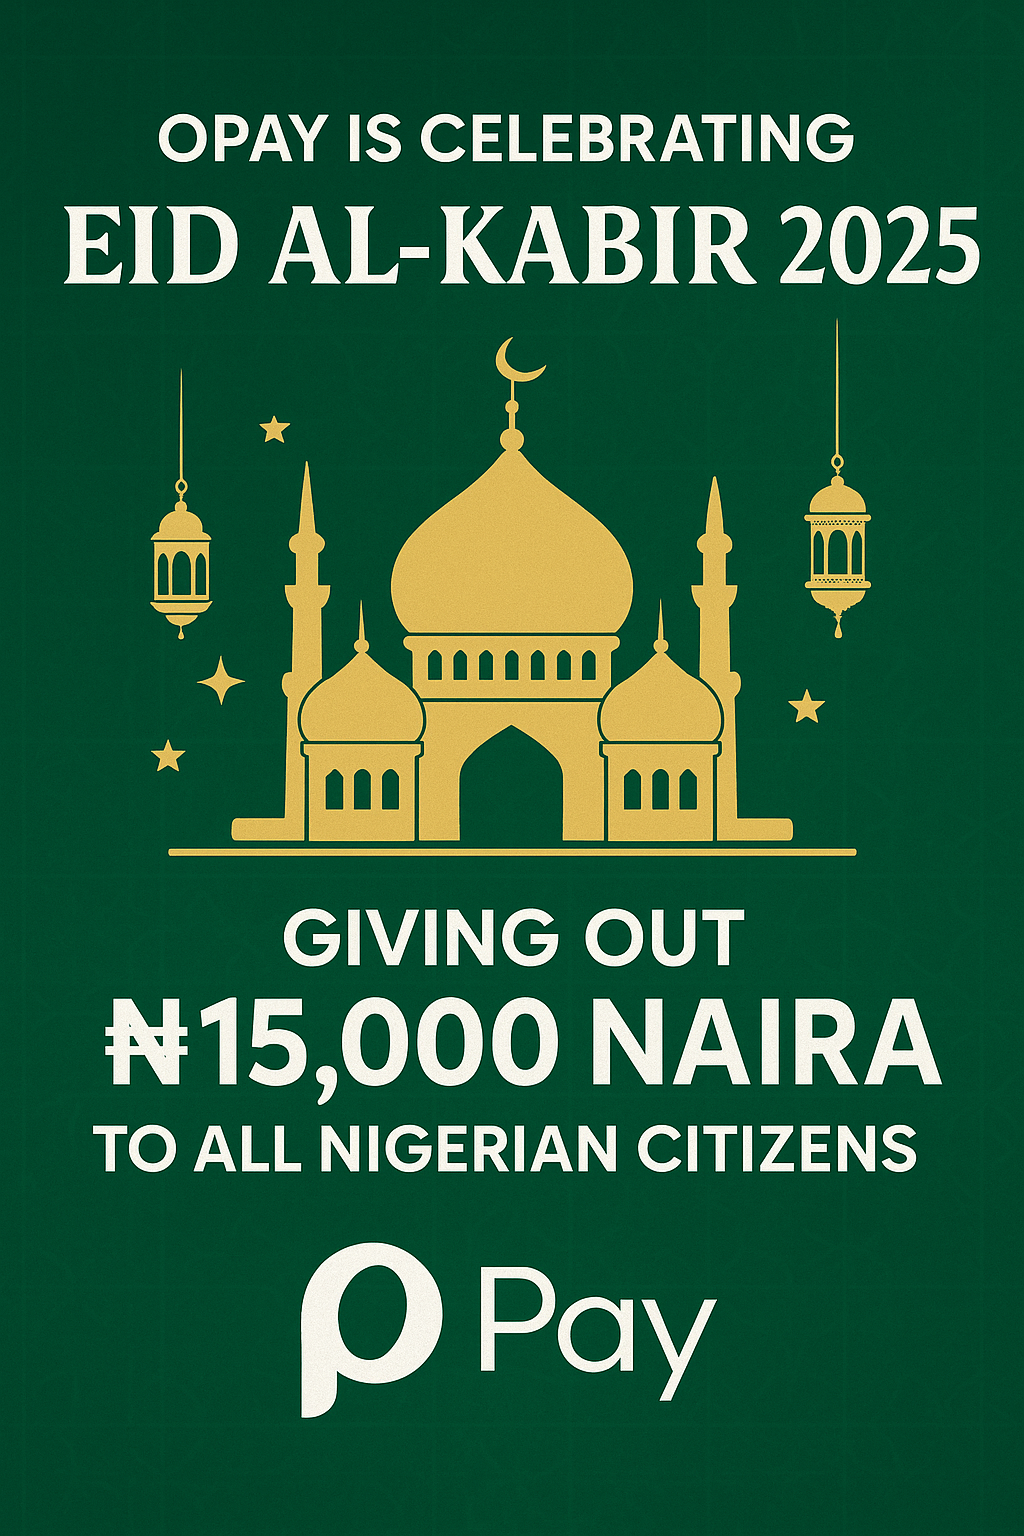 OPAY IS CELEBRATING
EID AL-KABIR 2025
GIVING OUT
₦15,000 NAIRA
TO ALL NIGERIAN CITIZENS
Pay